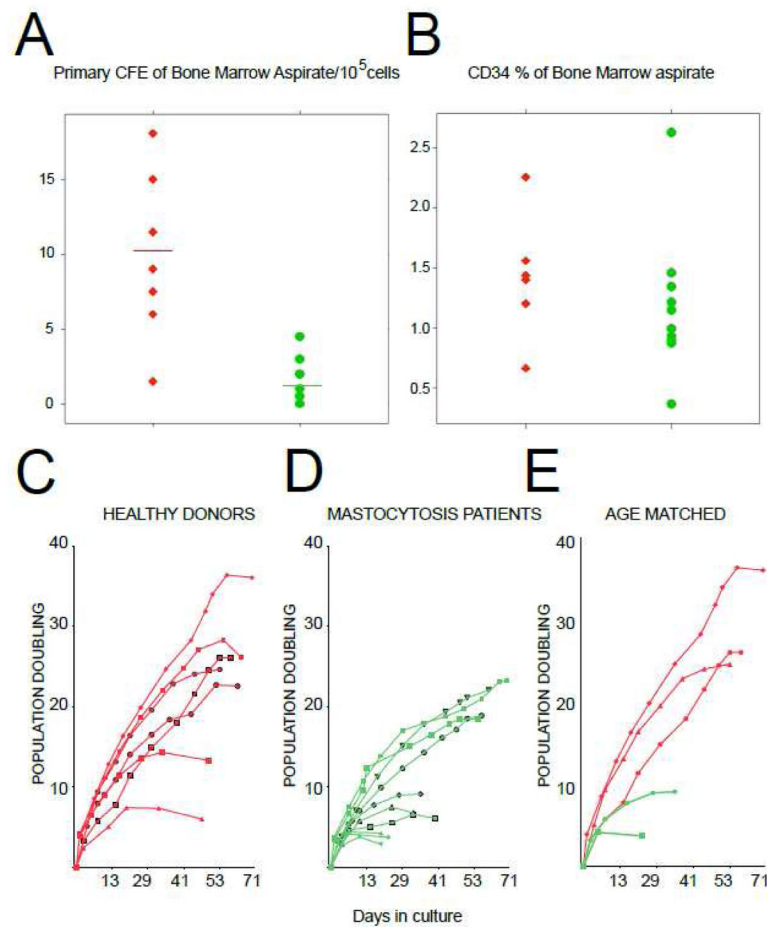 A
B
Primary CFE of Bone Marrow Aspirate/10⁵cells
CD34 % of Bone Marrow aspirate
15
10
5
0
2.5
2.0
1.5
1.0
0.5
C
D
E
HEALTHY DONORS
MASTOCYTOSIS PATIENTS
AGE MATCHED
POPULATION DOUBLING
40
30
20
10
13 29 41 53 71
POPULATION DOUBLING
40
30
20
10
13 29 41 53 71
POPULATION DOUBLING
40
30
20
10
13 29 41 53 71
Days in culture